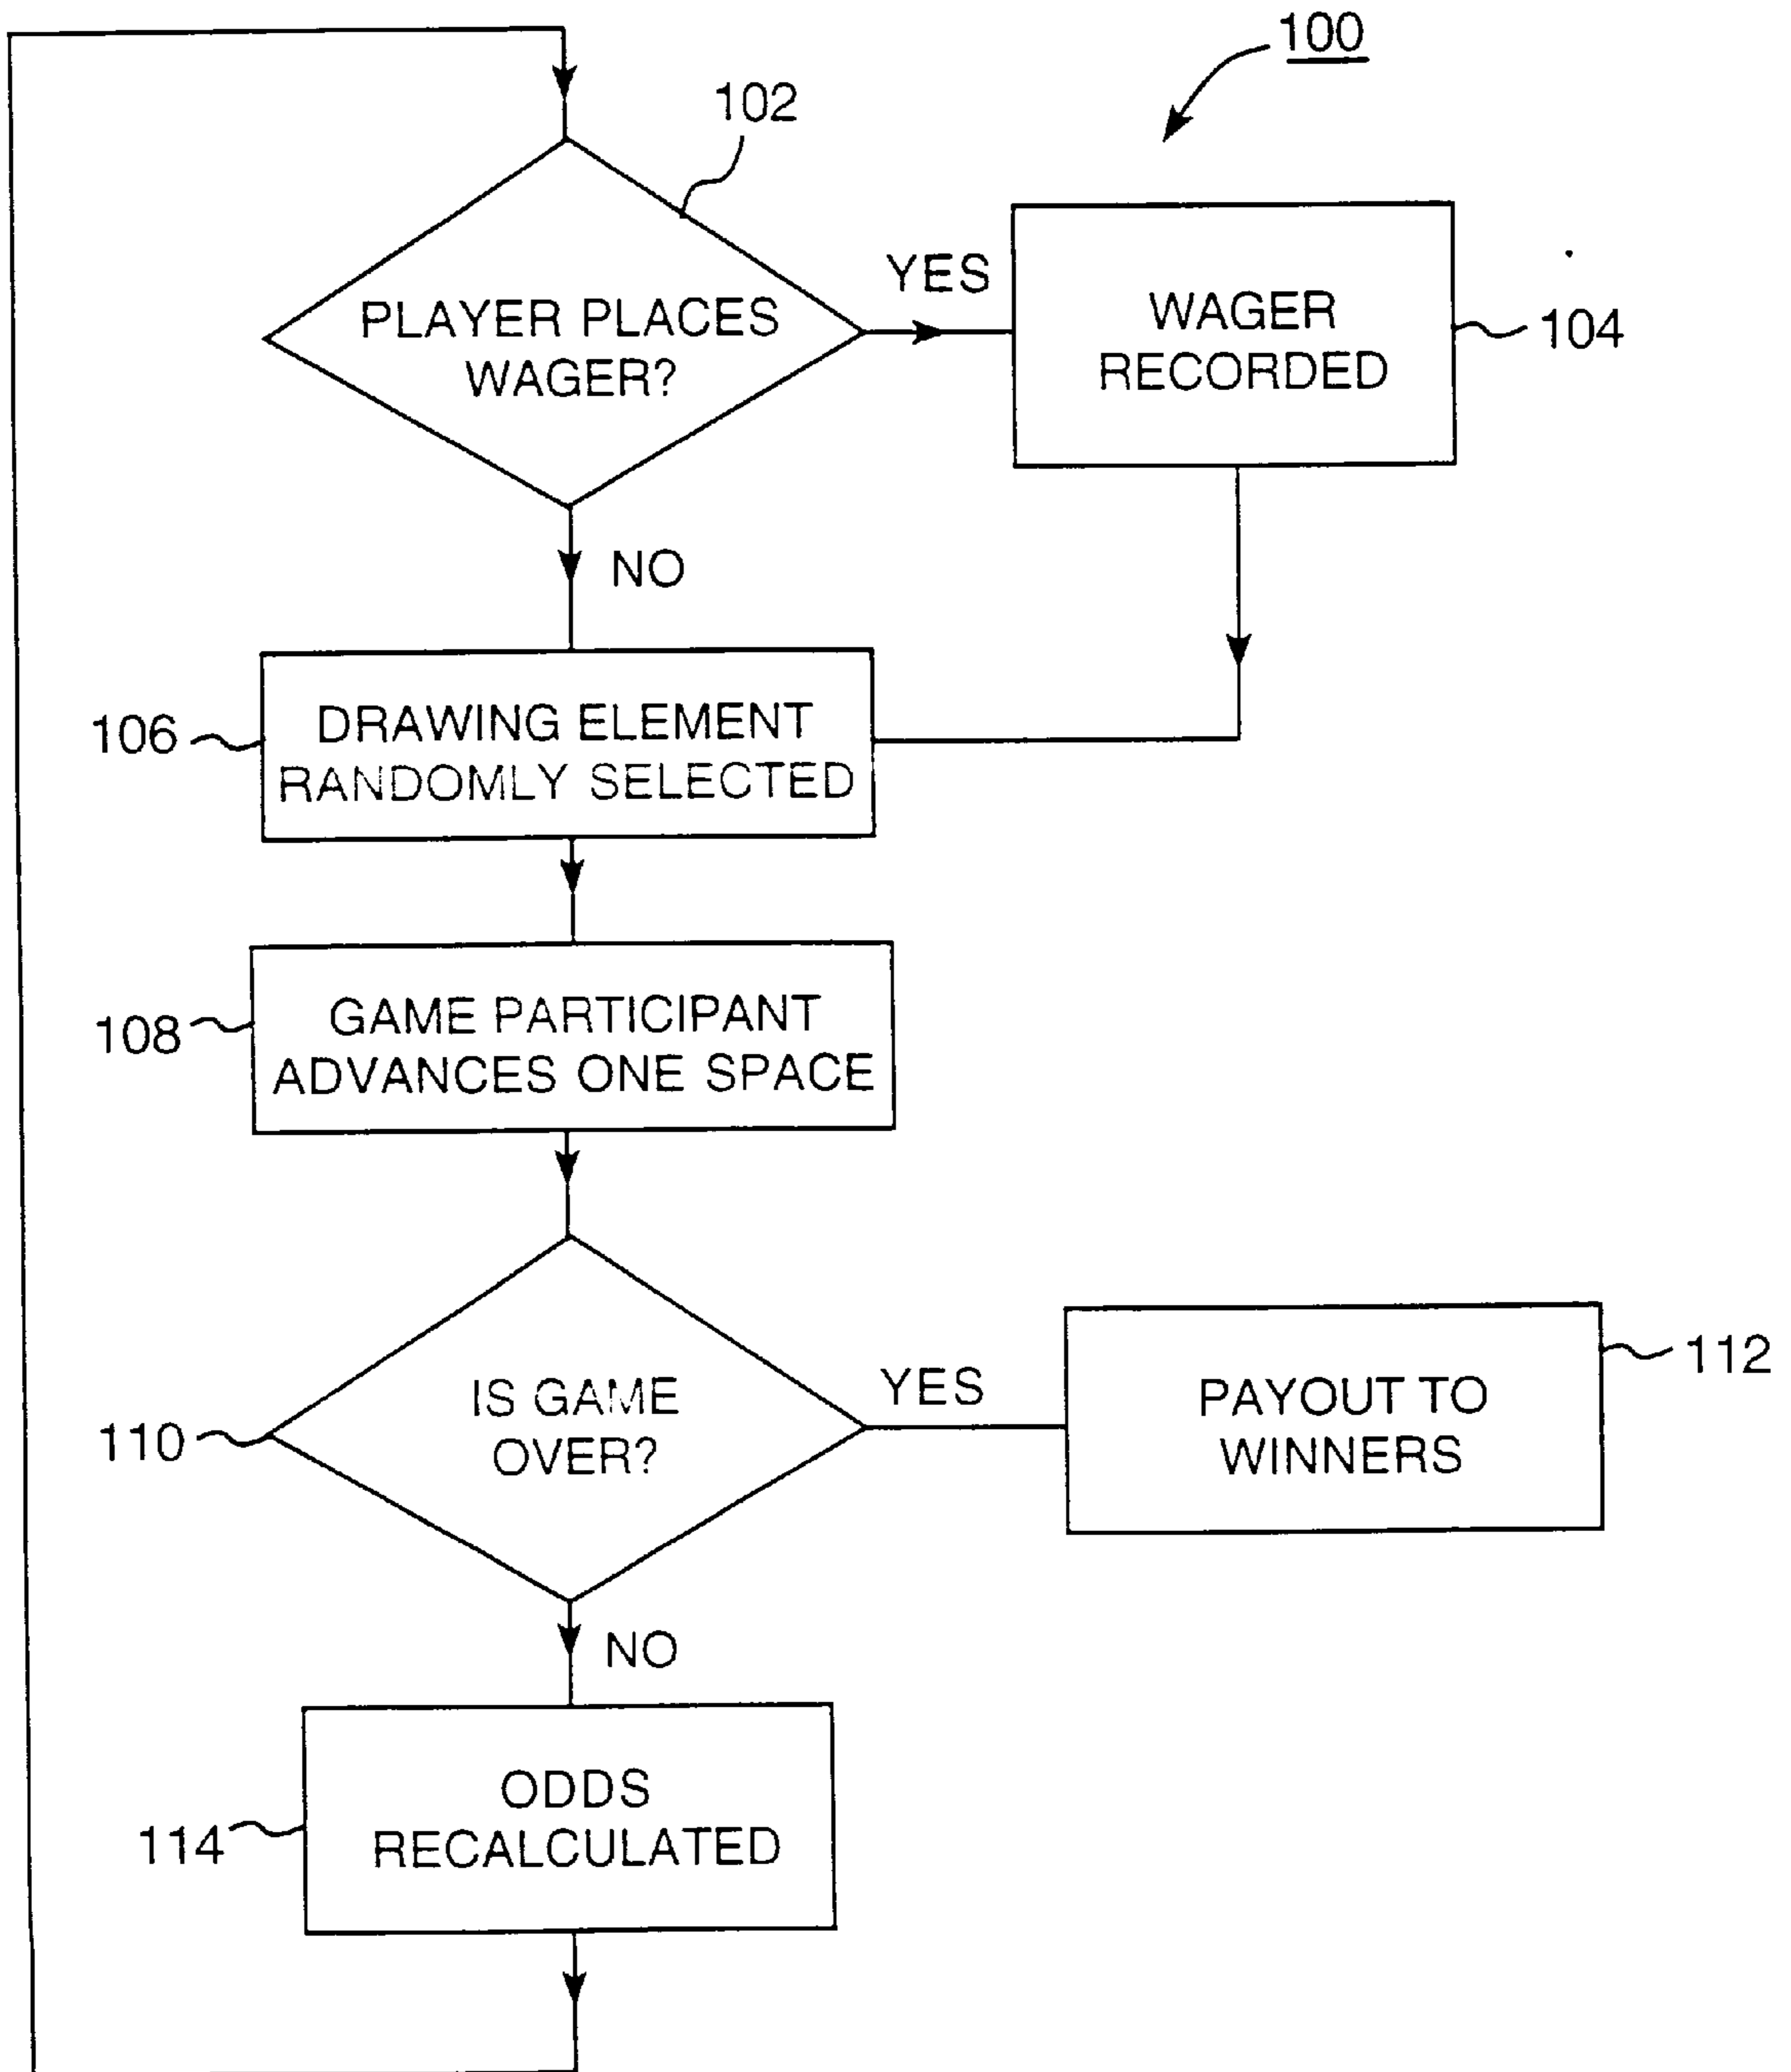 100
102
PLAYER PLACES
WAGER?
YES
WAGER
RECORDED
104
NO
106
DRAWING ELEMENT
RANDOMLY SELECTED
108
GAME PARTICIPANT
ADVANCES ONE SPACE
110
IS GAME
OVER?
YES
PAYOUT TO
WINNERS
112
NO
114
ODDS
RECALCULATED